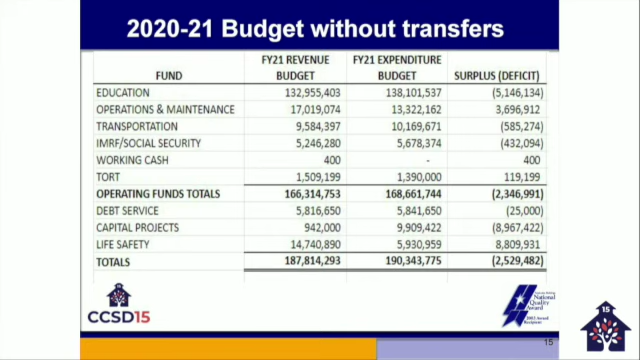 2020-21 Budget without transfers
FY21 REVENUE FY21 EXPENDITURE
FUND BUDGET BUDGET SURPLUS (DEFICIT)
EDUCATION 132,955,403 138,101,537 (5,146,134)
OPERATIONS & MAINTENANCE 17,019,074 13,322,162 3,696,912
TRANSPORTATION 9,584,397 10,169,671 (585,274)
IMRF/SOCIAL SECURITY 5,246,280 5,678,374 (432,094)
WORKING CASH 400 - 400
TORT 1,509,199 1,390,000 119,199
OPERATING FUNDS TOTALS 166,314,753 168,661,744 (2,346,991)
DEBT SERVICE 5,816,650 5,841,650 (25,000)
CAPITAL PROJECTS 942,000 9,909,422 (8,967,422)
LIFE SAFETY 14,740,890 5,930,959 8,809,931
TOTALS 187,814,293 190,343,775 (2,529,482)
CCSD15
National
Quality
Award
2003 Award
Recipient
15
15